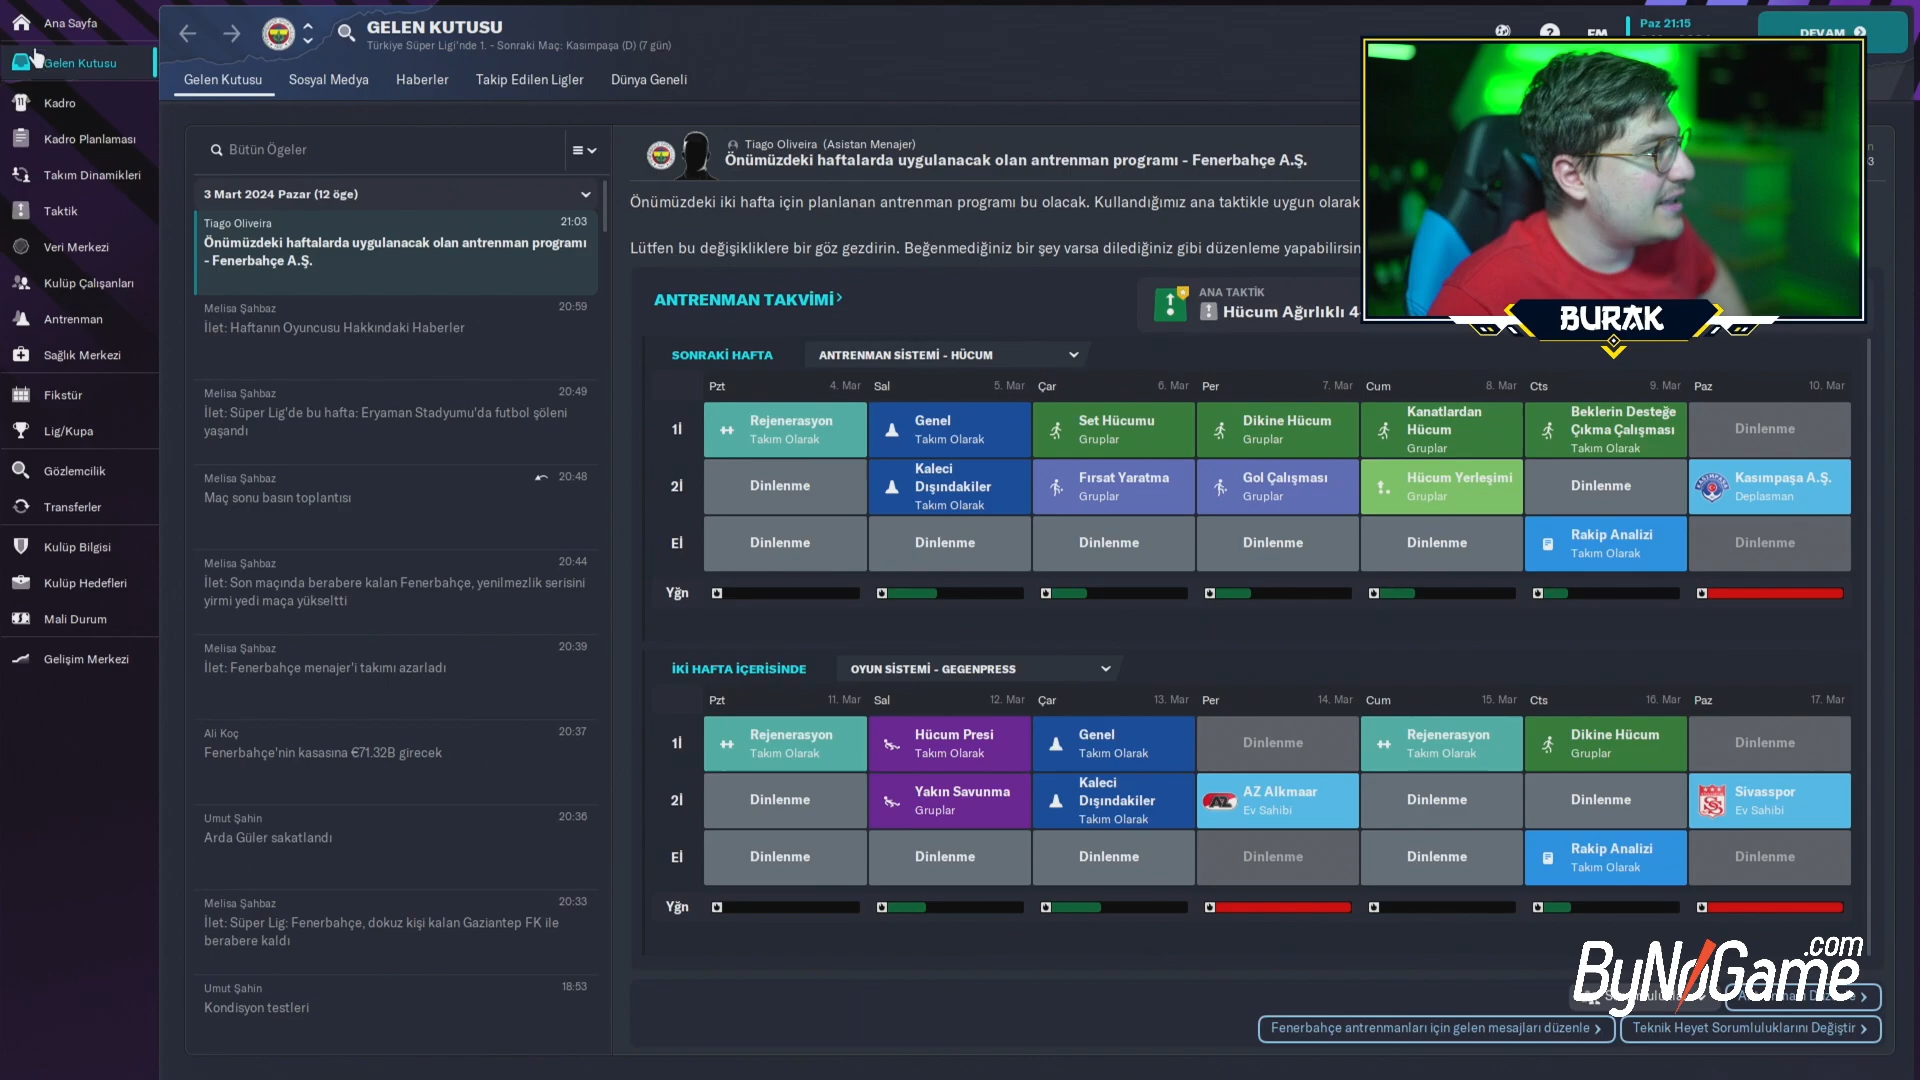 Ana Sayfa
Gelen Kutusu
Kadro
Kadro Planlaması
Takım Dinamikleri
Taktik
Veri Merkezi
Kulüp Çalışanları
Antrenman
Sağlık Merkezi
Fikstür
Lig/Kupa
Gözlemcilik
Transferler
Kulüp Bilgisi
Kulüp Hedefleri
Mali Durum
Gelişim Merkezi
GELEN KUTUSU
Türkiye Süper Ligi'nde 1. - Sonraki Maç: Kasımpaşa (D) (7 gün)
FM
Paz 21:15
DEVAM
Gelen Kutusu Sosyal Medya Haberler Takip Edilen Ligler Dünya Geneli
Bütün Ögeler
3 Mart 2024 Pazar (12 öge)
Tiago Oliveira 21:03
Önümüzdeki haftalarda uygulanacak olan antrenman programı
- Fenerbahçe A.Ş.
Melisa Şahbaz 20:59
İlet: Haftanın Oyuncusu Hakkındaki Haberler
Melisa Şahbaz 20:49
İlet: Süper Lig'de bu hafta: Eryaman Stadyumu'da futbol şöleni
yaşandı
Melisa Şahbaz 20:48
Maç sonu basın toplantısı
Melisa Şahbaz 20:44
İlet: Son maçında berabere kalan Fenerbahçe, yenilmezlik serisini
yirmi yedi maça yükseltti
Melisa Şahbaz 20:39
İlet: Fenerbahçe menajer'i takımı azarladı
Ali Koç 20:37
Fenerbahçe'nin kasasına €71.32B girecek
Umut Şahin 20:36
Arda Güler sakatlandı
Melisa Şahbaz 20:33
İlet: Süper Lig: Fenerbahçe, dokuz kişi kalan Gaziantep FK ile
berabere kaldı
Umut Şahin 18:53
Kondisyon testleri
Tiago Oliveira (Asistan Menajer)
Önümüzdeki haftalarda uygulanacak olan antrenman programı - Fenerbahçe A.Ş.
Önümüzdeki iki hafta için planlanan antrenman programı bu olacak. Kullandığımız ana taktikle uygun olarak
Lütfen bu değişikliklere bir göz gezdirin. Beğenmediğiniz bir şey varsa dilediğiniz gibi düzenleme yapabilirsin
ANTRENMAN TAKVİMİ
ANA TAKTİK
Hücum Ağırlıklı 4
BURAK
SONRAKİ HAFTA ANTRENMAN SİSTEMİ - HÜCUM
Pzt 4. Mar Sal 5. Mar Çar 6. Mar Per 7. Mar Cum 8. Mar Cts 9. Mar Paz 10. Mar
1İ
Rejenerasyon
Takım Olarak
Genel
Takım Olarak
Set Hücumu
Gruplar
Dikine Hücum
Gruplar
Kanatlardan
Hücum
Gruplar
Beklerin Desteğe
Çıkma Çalışması
Takım Olarak
Dinlenme
2İ
Dinlenme
Kaleci
Dışındakiler
Takım Olarak
Fırsat Yaratma
Gruplar
Gol Çalışması
Gruplar
Hücum Yerleşimi
Gruplar
Dinlenme
Kasımpaşa A.Ş.
Deplasman
Eİ
Dinlenme
Dinlenme
Dinlenme
Dinlenme
Dinlenme
Rakip Analizi
Takım Olarak
Dinlenme
Yğn
İKİ HAFTA İÇERİSİNDE OYUN SİSTEMİ - GEGENPRESS
Pzt 11. Mar Sal 12. Mar Çar 13. Mar Per 14. Mar Cum 15. Mar Cts 16. Mar Paz 17. Mar
1İ
Rejenerasyon
Takım Olarak
Hücum Presi
Takım Olarak
Genel
Takım Olarak
Dinlenme
Rejenerasyon
Takım Olarak
Dikine Hücum
Gruplar
Dinlenme
2İ
Dinlenme
Yakın Savunma
Gruplar
Kaleci
Dışındakiler
Takım Olarak
AZ
AZ Alkmaar
Ev Sahibi
Dinlenme
Dinlenme
Sivasspor
Ev Sahibi
Eİ
Dinlenme
Dinlenme
Dinlenme
Dinlenme
Dinlenme
Rakip Analizi
Takım Olarak
Dinlenme
Yğn
ByNoGame.com
Fenerbahçe antrenmanları için gelen mesajları düzenle
Teknik Heyet Sorumluluklarını Değiştir